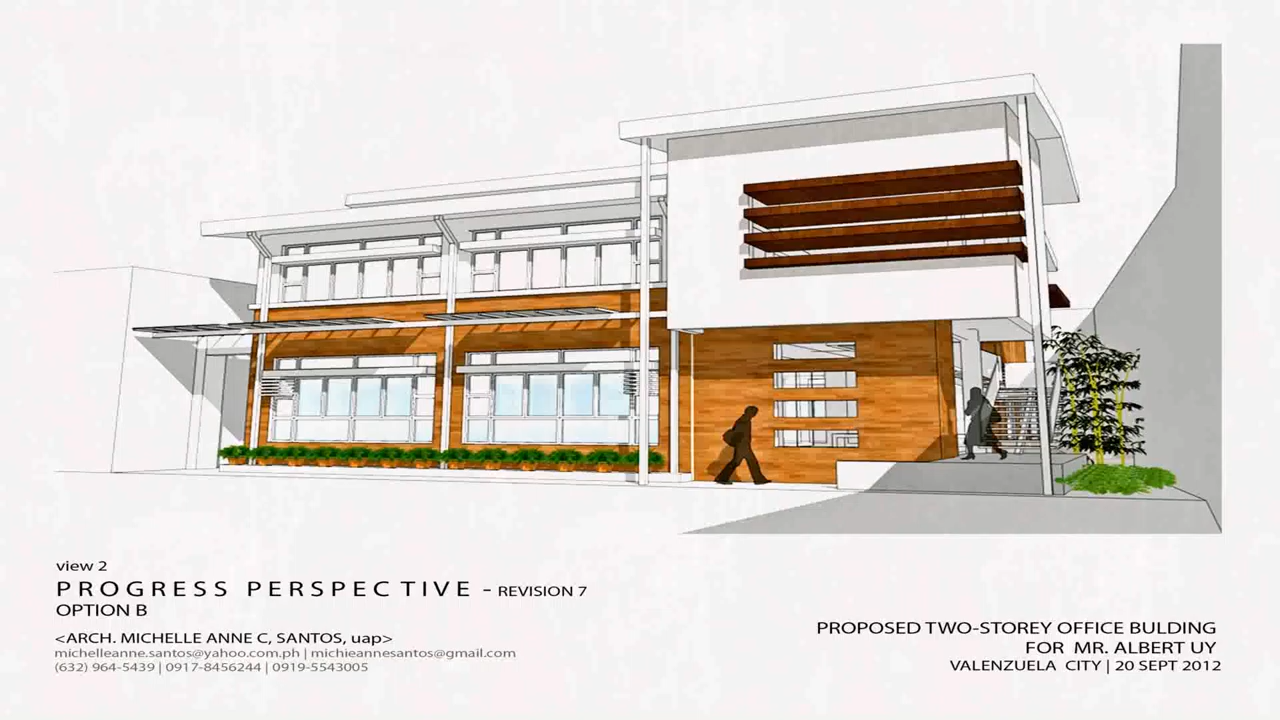 view 2
PROGRESS PERSPECTIVE - REVISION 7
OPTION B
<ARCH. MICHELLE ANNE C, SANTOS, uap>
michelleanne.santos@yahoo.com.ph | michieannesantos@gmail.com
(632) 964-5439 | 0917-8456244 | 0919-5543005
PROPOSED TWO-STOREY OFFICE BULDING
FOR MR. ALBERT UY
VALENZUELA CITY | 20 SEPT 2012